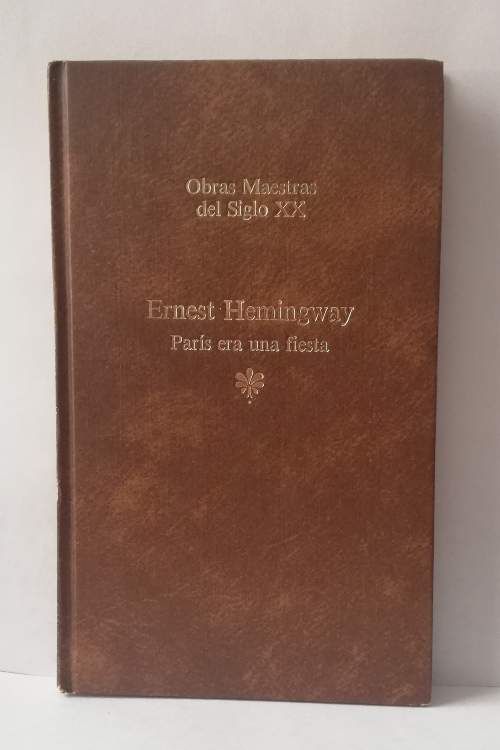 Obras Maestras
del Siglo XX
Ernest Hemingway
París era una fiesta